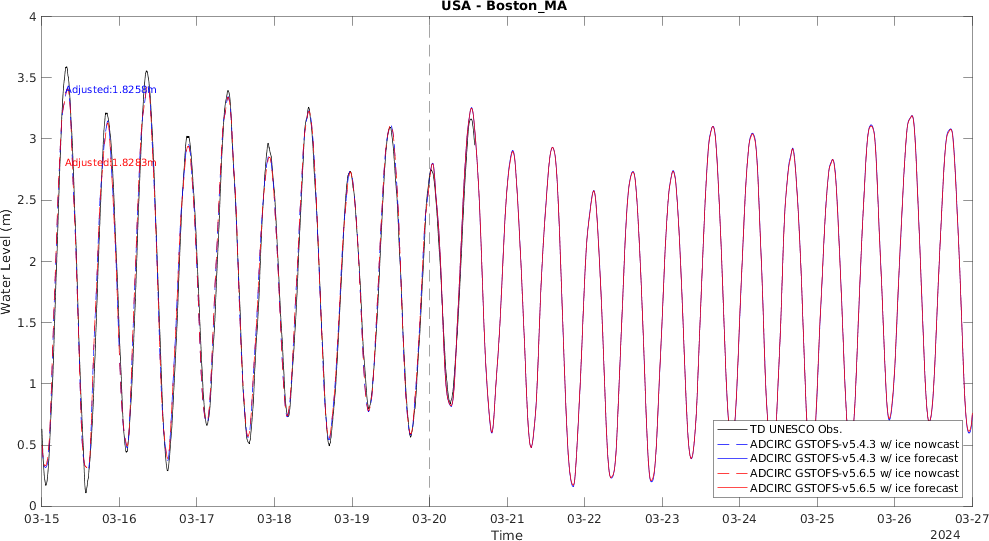 USA - Boston_MA
4
3.5
3
2.5
2
1.5
1
0.5
0
Water Level (m)
Adjusted:1.8258m
Adjusted:1.8283m
TD UNESCO Obs.
ADCIRC GSTOFS-v5.4.3 w/ ice nowcast
ADCIRC GSTOFS-v5.4.3 w/ ice forecast
ADCIRC GSTOFS-v5.6.5 w/ ice nowcast
ADCIRC GSTOFS-v5.6.5 w/ ice forecast
03-15 03-16 03-17 03-18 03-19 03-20 03-21 03-22 03-23 03-24 03-25 03-26 03-27
Time
2024